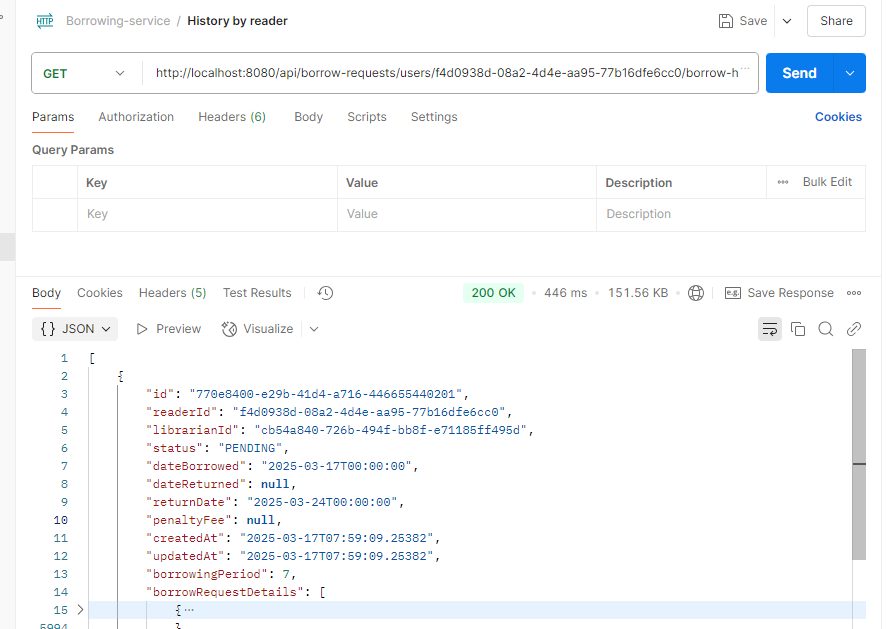 HTTP Borrowing-service / History by reader Save Share
GET http://localhost:8080/api/borrow-requests/users/f4d0938d-08a2-4d4e-aa95-77b16dfe6cc0/borrow-h... Send
Params Authorization Headers (6) Body Scripts Settings Cookies
Query Params
Key Value Description ... Bulk Edit
Key Value Description
Body Cookies Headers (5) Test Results 200 OK • 446 ms • 151.56 KB • e.g. Save Response ...
{} JSON Preview Visualize
1 [
2 {
3 "id": "770e8400-e29b-41d4-a716-446655440201",
4 "readerId": "f4d0938d-08a2-4d4e-aa95-77b16dfe6cc0",
5 "librarianId": "cb54a840-726b-494f-bb8f-e71185ff495d",
6 "status": "PENDING",
7 "dateBorrowed": "2025-03-17T00:00:00",
8 "dateReturned": null,
9 "returnDate": "2025-03-24T00:00:00",
10 "penaltyFee": null,
11 "createdAt": "2025-03-17T07:59:09.25382",
12 "updatedAt": "2025-03-17T07:59:09.25382",
13 "borrowingPeriod": 7,
14 "borrowRequestDetails": [
15 { ...
5994 }